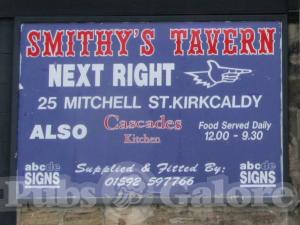 SMITHY'S TAVERN
NEXT RIGHT
25 MITCHELL ST.KIRKCALDY
ALSO
Cascades
Kitchen
Food Served Daily
12.00 - 9.30
abcde
SIGNS
Supplied & Fitted By:
01592 597766
abcde
SIGNS
Pubs Galore